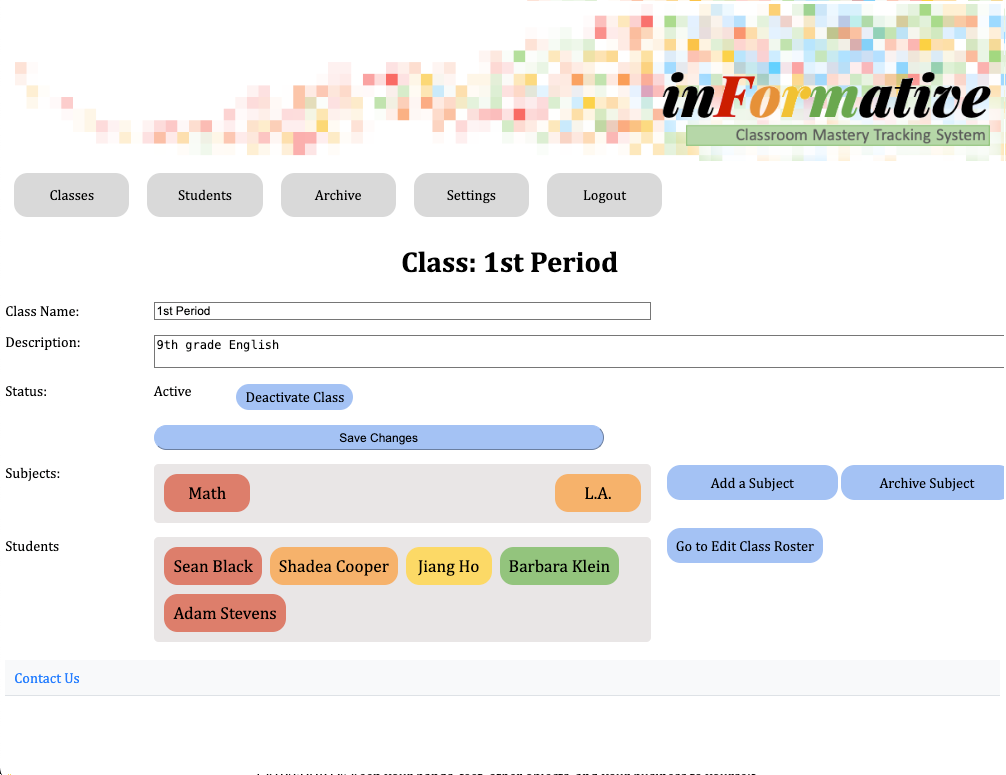 inFormative
Classroom Mastery Tracking System
Classes Students Archive Settings Logout
Class: 1st Period
Class Name: 1st Period
Description: 9th grade English
Status: Active Deactivate Class
Save Changes
Subjects: Math L.A. Add a Subject Archive Subject
Students Sean Black Shadea Cooper Jiang Ho Barbara Klein Go to Edit Class Roster
Adam Stevens
Contact Us